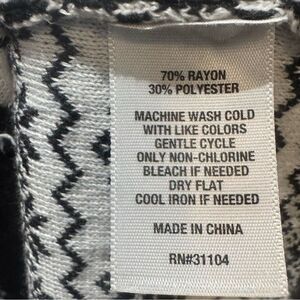 70% RAYON
30% POLYESTER
MACHINE WASH COLD
WITH LIKE COLORS
GENTLE CYCLE
ONLY NON-CHLORINE
BLEACH IF NEEDED
DRY FLAT
COOL IRON IF NEEDED
MADE IN CHINA
RN#31104